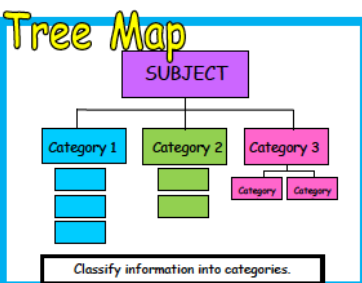 Tree Map
SUBJECT
Category 1 Category 2 Category 3
Category Category
Classify information into categories.